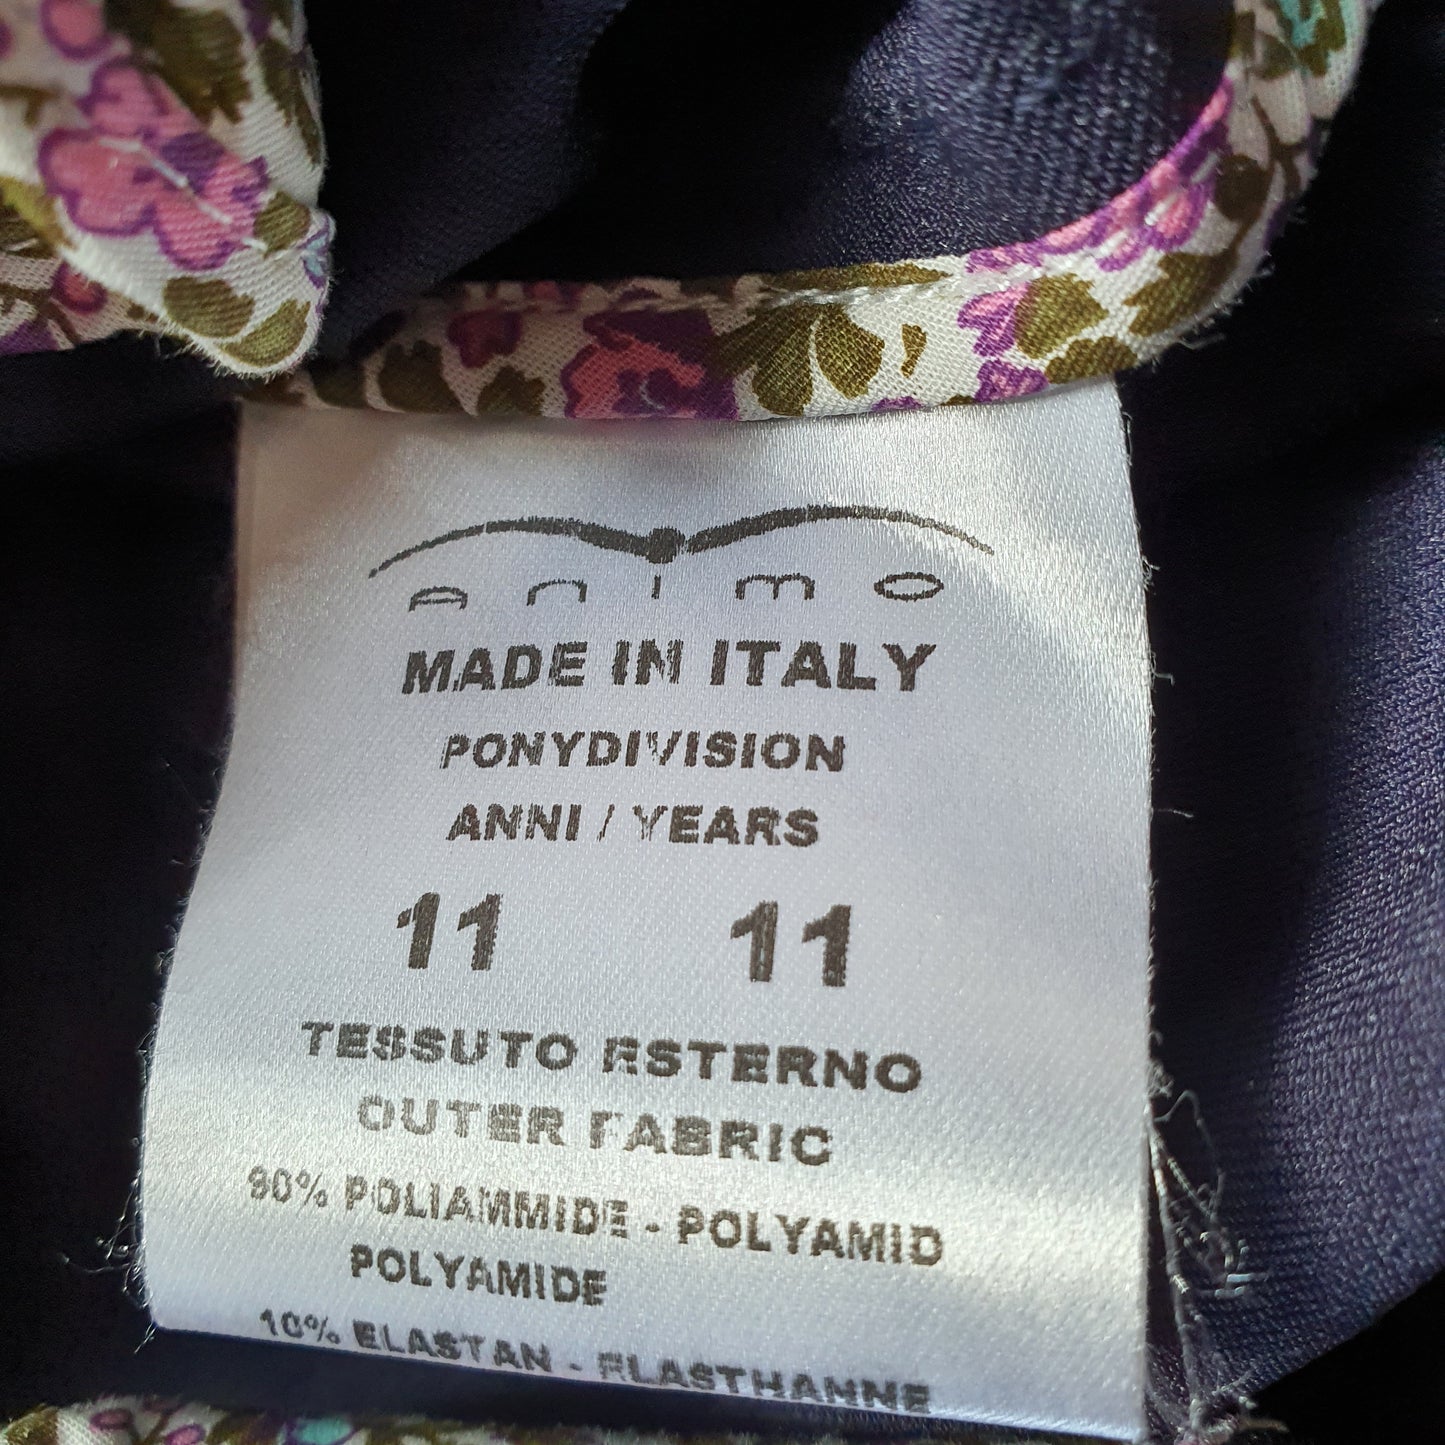 animo
MADE IN ITALY
PONYDIVISION
ANNI / YEARS
11 11
TESSUTO ESTERNO
OUTER FABRIC
90% POLIAMMIDE - POLYAMID
POLYAMIDE
10% ELASTAN - ELASTHANNE